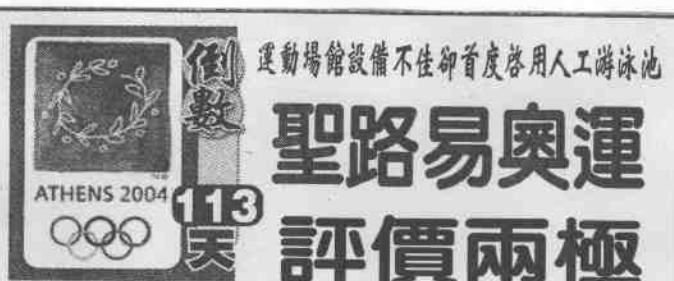 運動場館設備不佳卻首度啓用人工游泳池
聖路易奧運
評價兩極
倒數
113
天
ATHENS 2004